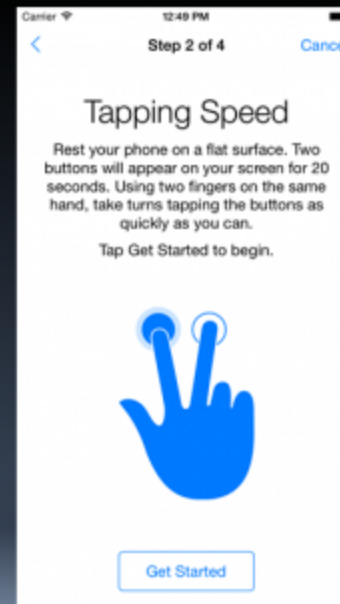 Carrier 12:49 PM
Step 2 of 4 Cance
Tapping Speed
Rest your phone on a flat surface. Two
buttons will appear on your screen for 20
seconds. Using two fingers on the same
hand, take turns tapping the buttons as
quickly as you can.
Tap Get Started to begin.
Get Started